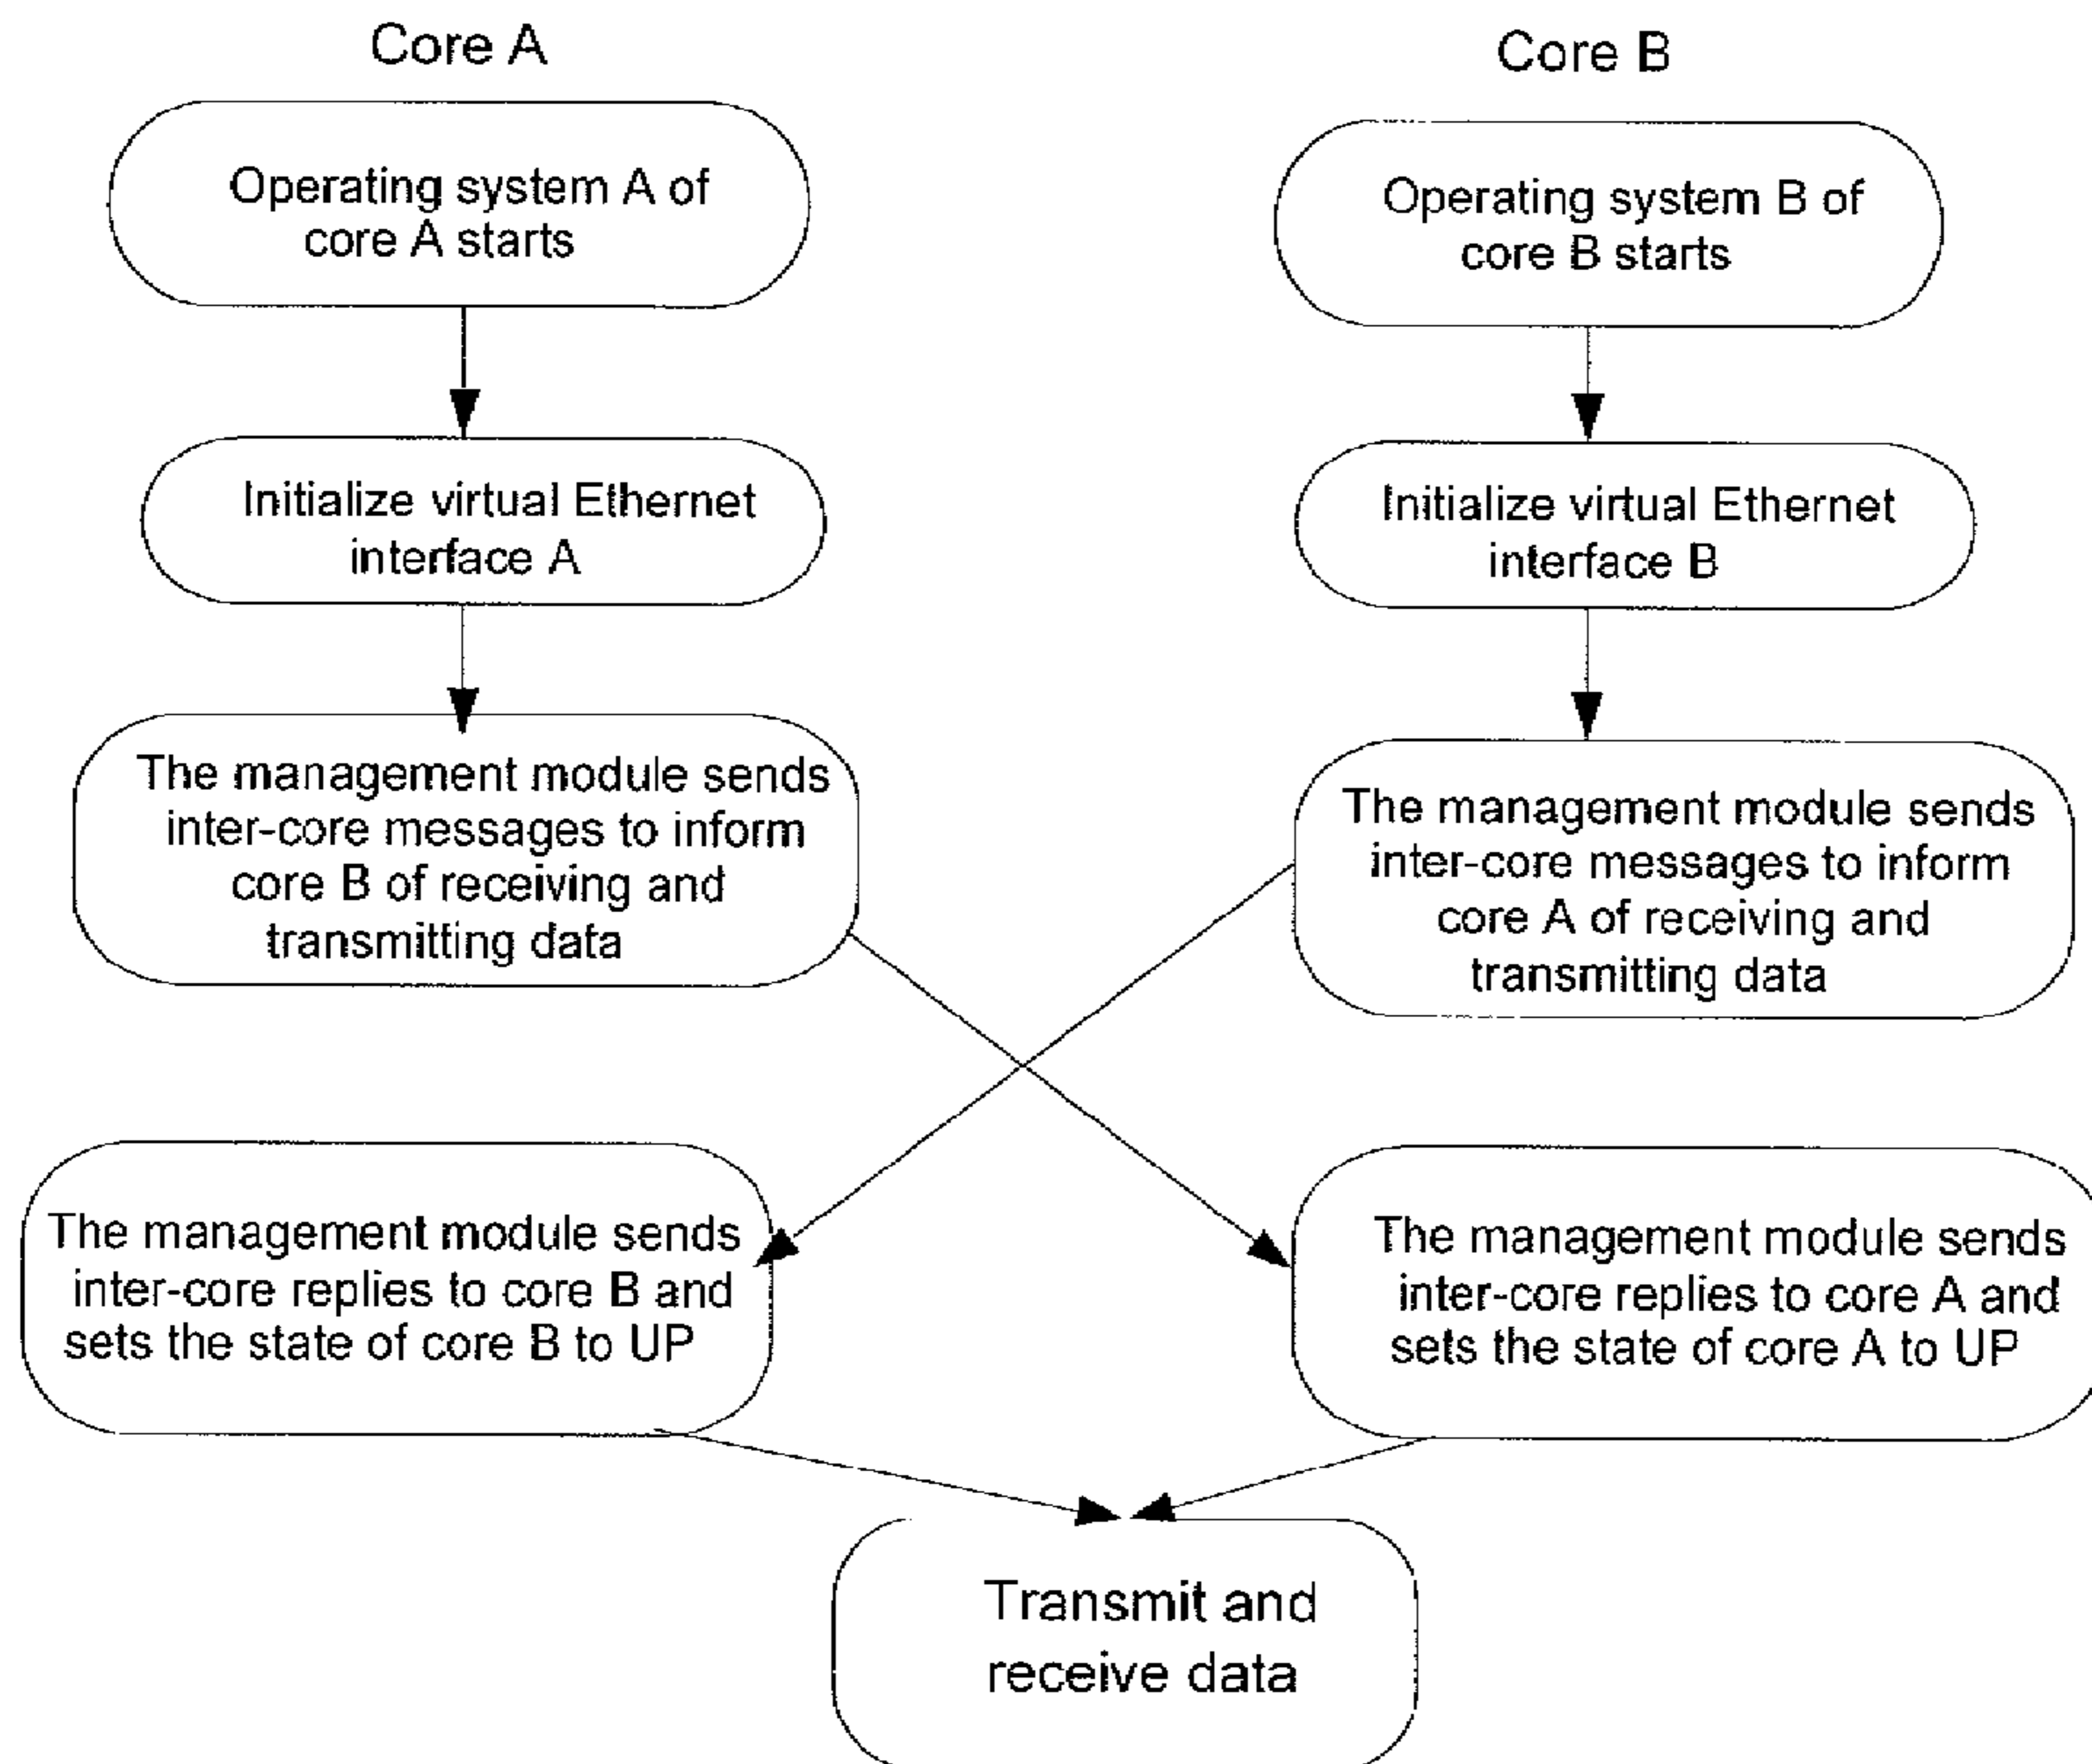 Core A
Core B
Operating system A of
core A starts
Operating system B of
core B starts
Initialize virtual Ethernet
interface A
Initialize virtual Ethernet
interface B
The management module sends
inter-core messages to inform
core B of receiving and
transmitting data
The management module sends
inter-core messages to inform
core A of receiving and
transmitting data
The management module sends
inter-core replies to core B and
sets the state of core B to UP
The management module sends
inter-core replies to core A and
sets the state of core A to UP
Transmit and
receive data